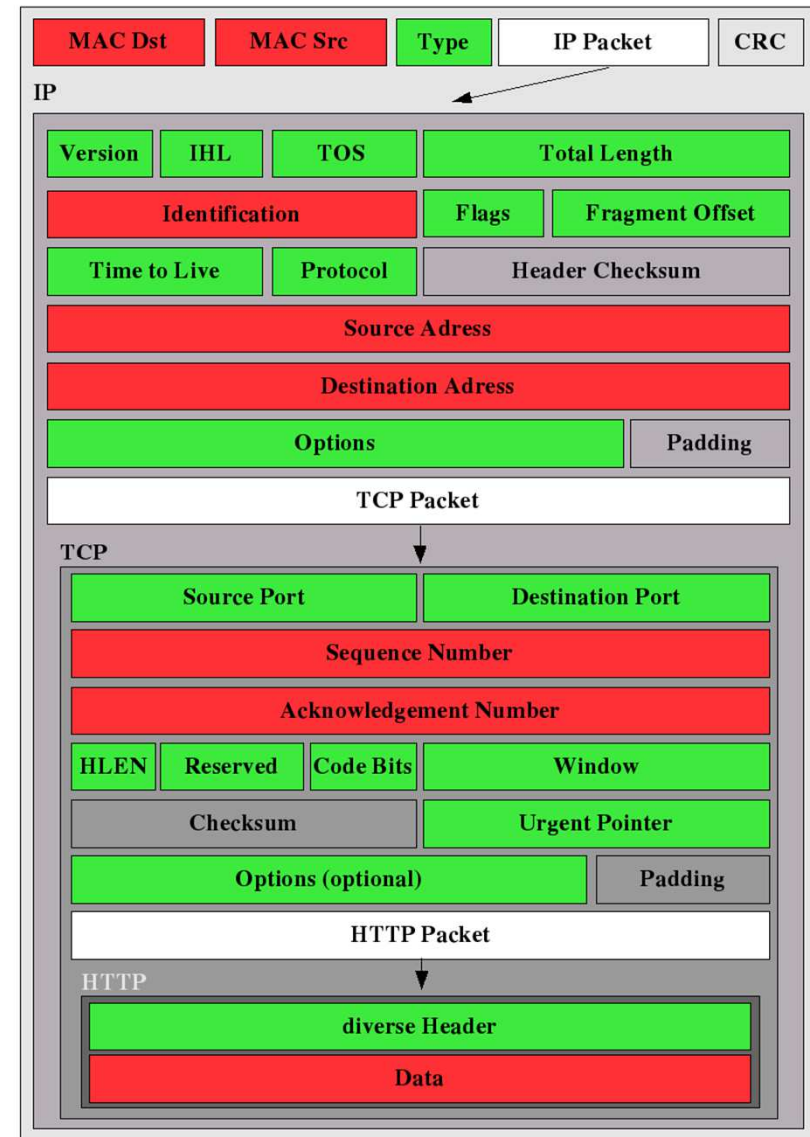 MAC Dst MAC Src Type IP Packet CRC
IP
Version IHL TOS Total Length
Identification Flags Fragment Offset
Time to Live Protocol Header Checksum
Source Adress
Destination Adress
Options Padding
TCP Packet
TCP
Source Port Destination Port
Sequence Number
Acknowledgement Number
HLEN Reserved Code Bits Window
Checksum Urgent Pointer
Options (optional) Padding
HTTP Packet
HTTP
diverse Header
Data